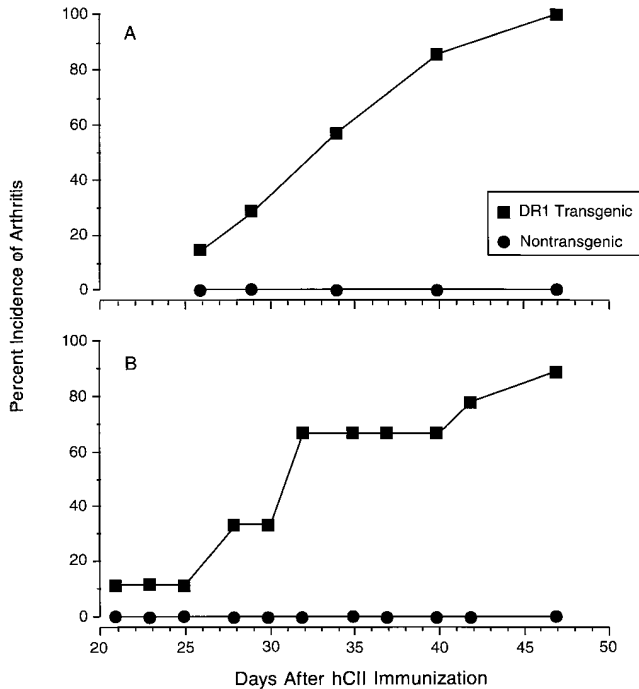 A
100
80
60
40
20
0
DR1 Transgenic
Nontransgenic
Percent Incidence of Arthritis
B
100
80
60
40
20
0
20 25 30 35 40 45 50
Days After hCII Immunization